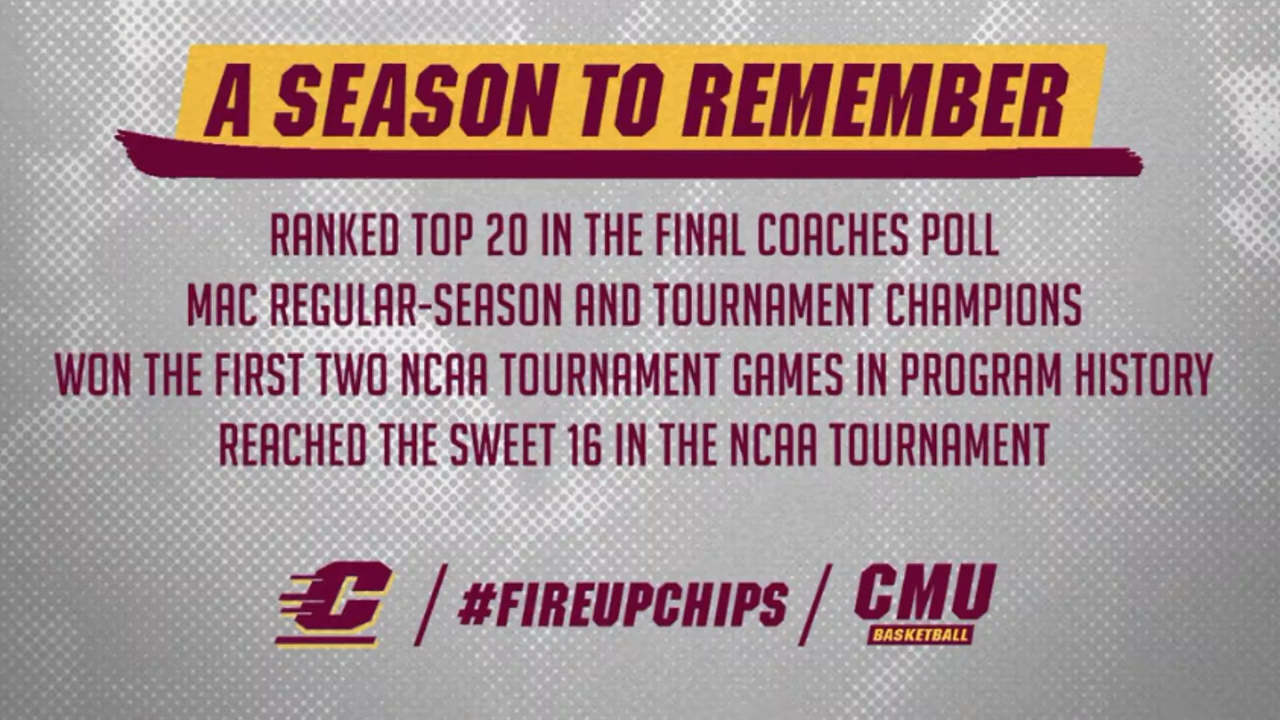 A SEASON TO REMEMBER
RANKED TOP 20 IN THE FINAL COACHES POLL
MAC REGULAR-SEASON AND TOURNAMENT CHAMPIONS
WON THE FIRST TWO NCAA TOURNAMENT GAMES IN PROGRAM HISTORY
REACHED THE SWEET 16 IN THE NCAA TOURNAMENT
C / #FIREUPCHIPS / CMU
BASKETBALL